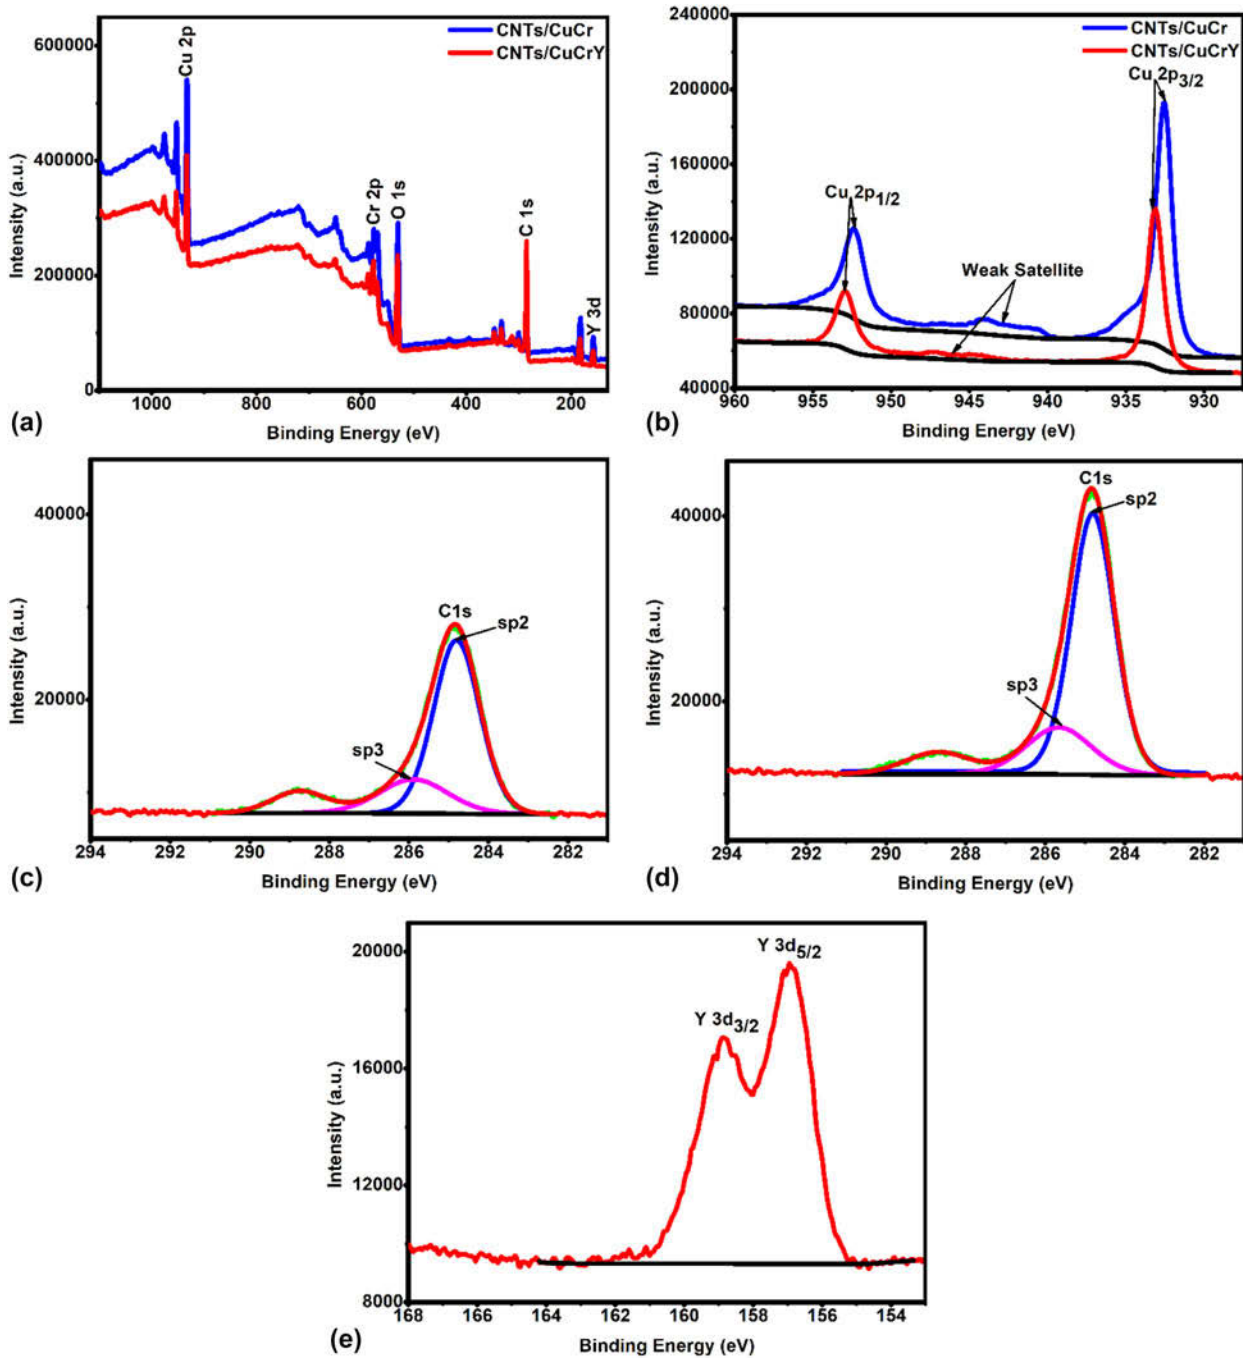 CNTs/CuCr
CNTs/CuCrY
Cu 2p
Cr 2p
O 1s
C 1s
Y 3d
600000
400000
200000
0
1000
800
600
400
200
Intensity (a.u.)
Binding Energy (eV)
(a)
CNTs/CuCr
CNTs/CuCrY
Cu 2p3/2
Cu 2p1/2
Weak Satellite
240000
200000
160000
120000
80000
40000
960
955
950
945
940
935
930
Intensity (a.u.)
Binding Energy (eV)
(b)
C1s
sp2
sp3
40000
20000
294
292
290
288
286
284
282
Intensity (a.u.)
Binding Energy (eV)
(c)
C1s
sp2
sp3
40000
20000
294
292
290
288
286
284
282
Intensity (a.u.)
Binding Energy (eV)
(d)
Y 3d5/2
Y 3d3/2
20000
16000
12000
8000
168
166
164
162
160
158
156
154
Intensity (a.u.)
Binding Energy (eV)
(e)